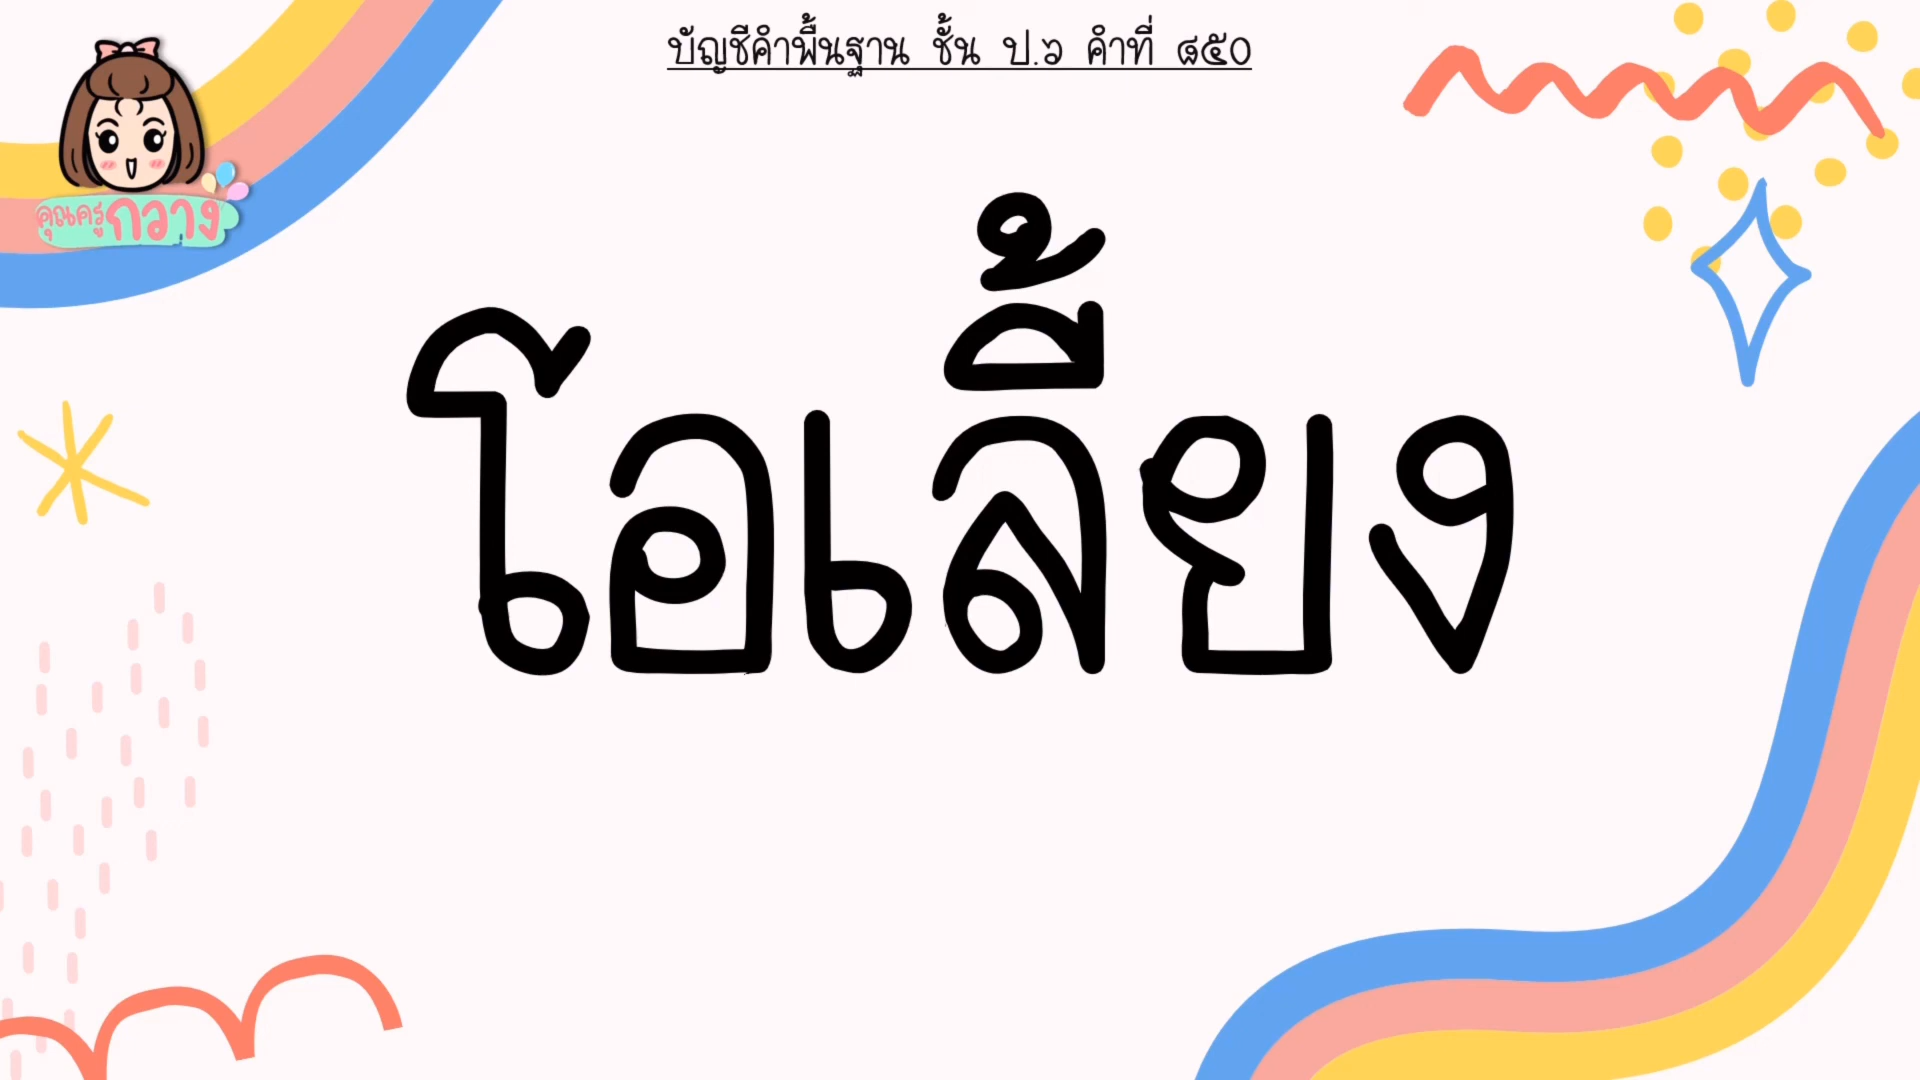 บัญชีคำพื้นฐาน ชั้น ป.๖ คำที่ ๘๕๐
คุณครูกวาง
โอเลี้ยง